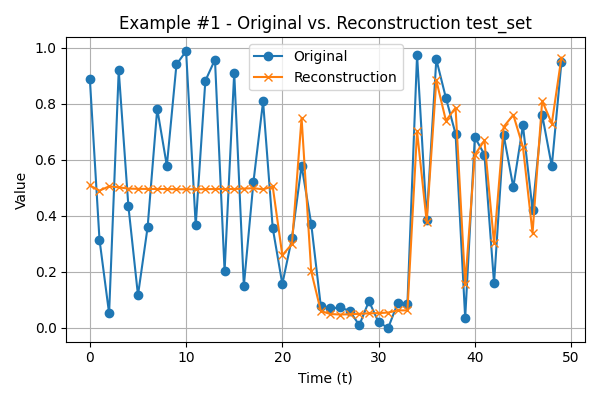 Example #1 - Original vs. Reconstruction test_set
Original
Reconstruction
Value
1.0
0.8
0.6
0.4
0.2
0.0
0
10
20
30
40
50
Time (t)